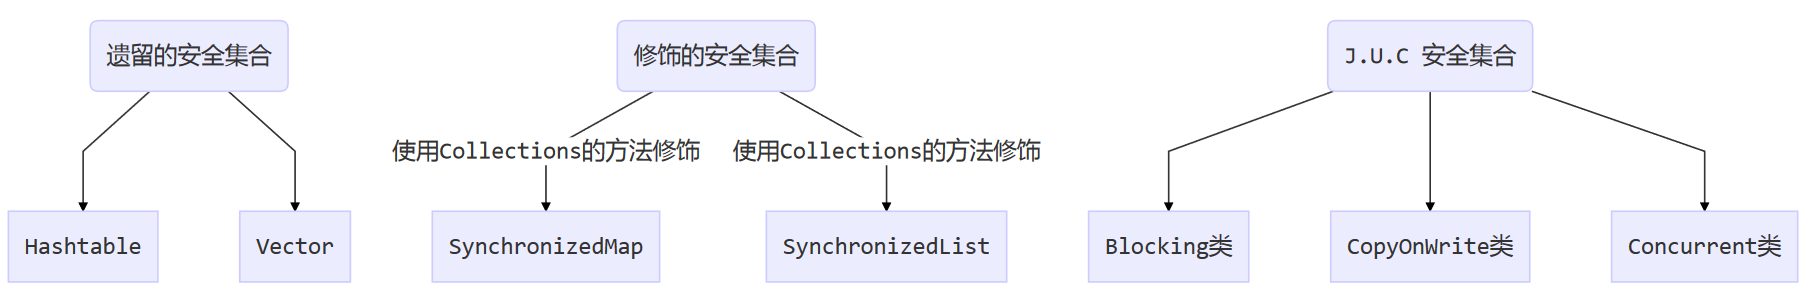 遗留的安全集合
修饰的安全集合
J.U.C 安全集合
使用Collections的方法修饰
使用Collections的方法修饰
Hashtable
Vector
SynchronizedMap
SynchronizedList
Blocking类
CopyOnWrite类
Concurrent类